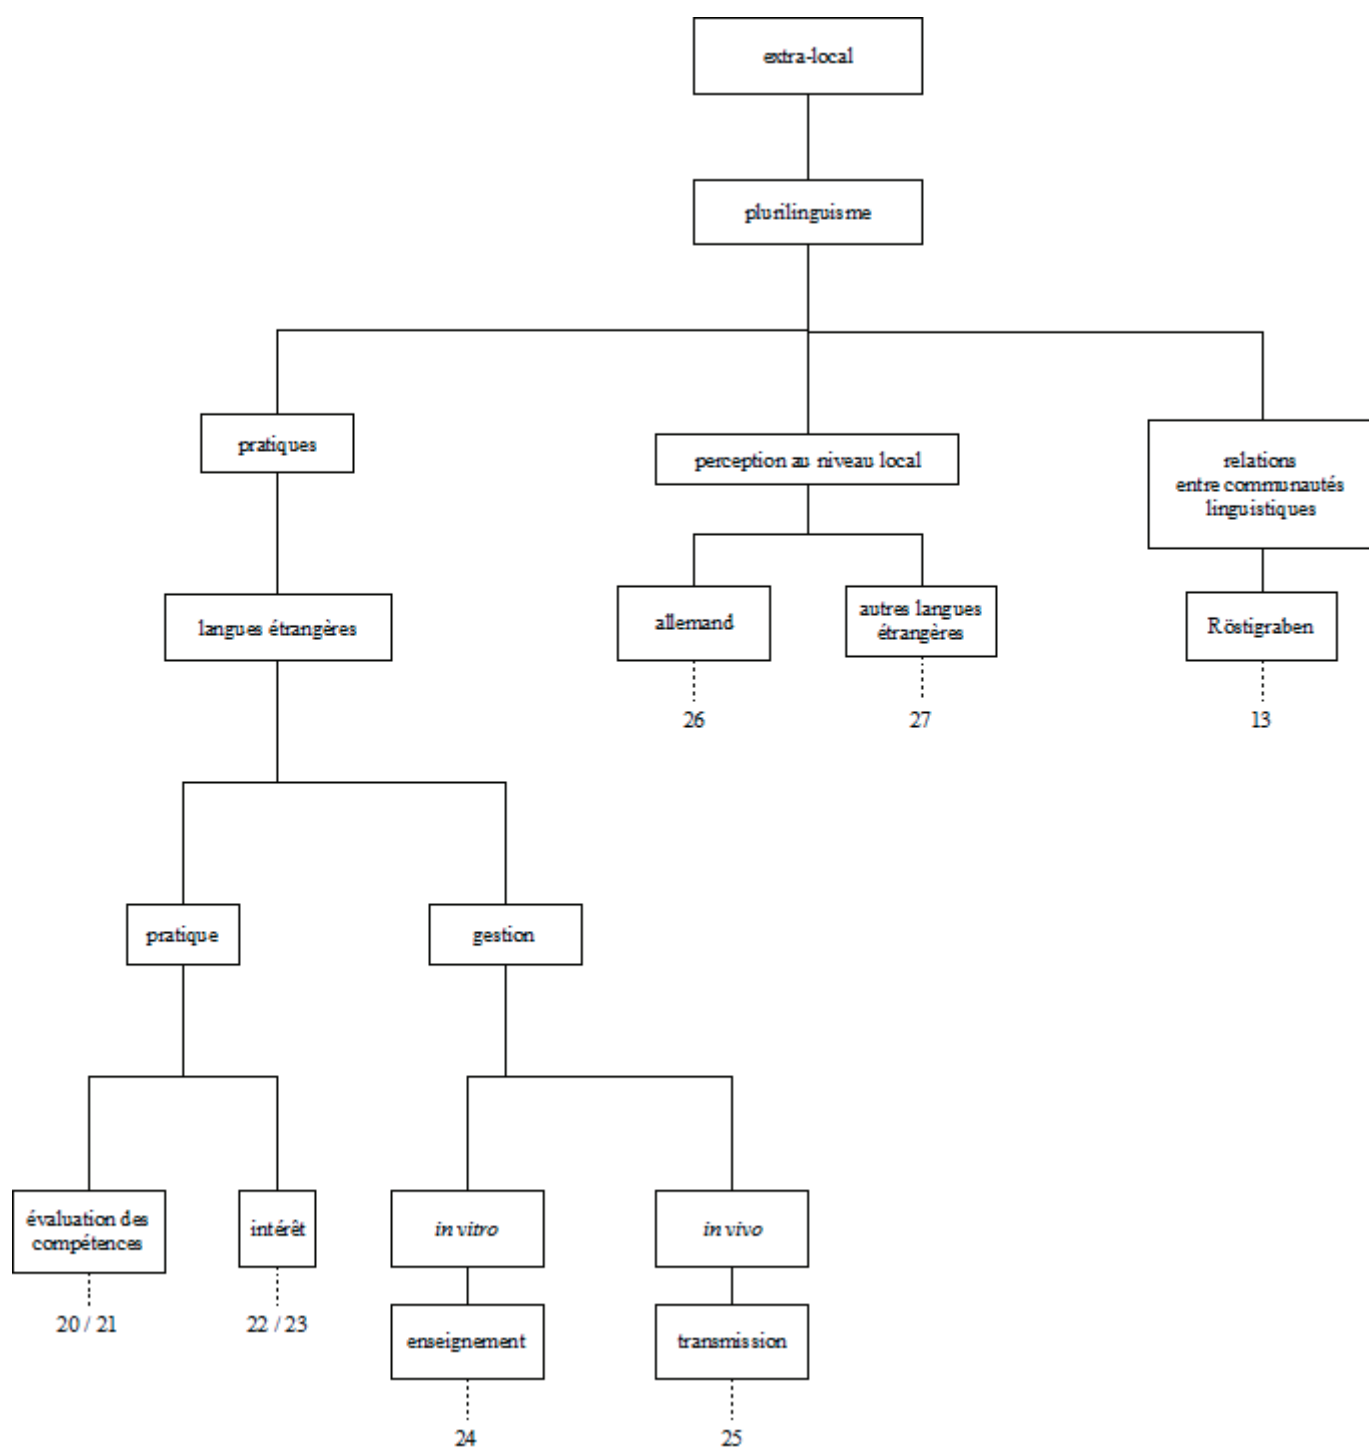 extra-local
plurilinguisme
pratiques
perception au niveau local
relations
entre communautés
linguistiques
langues étrangères
allemand
autres langues
étrangères
Röstigraben
26
27
13
pratique
gestion
évaluation des
compétences
intérêt
in vitro
in vivo
20 / 21
22 / 23
enseignement
transmission
24
25